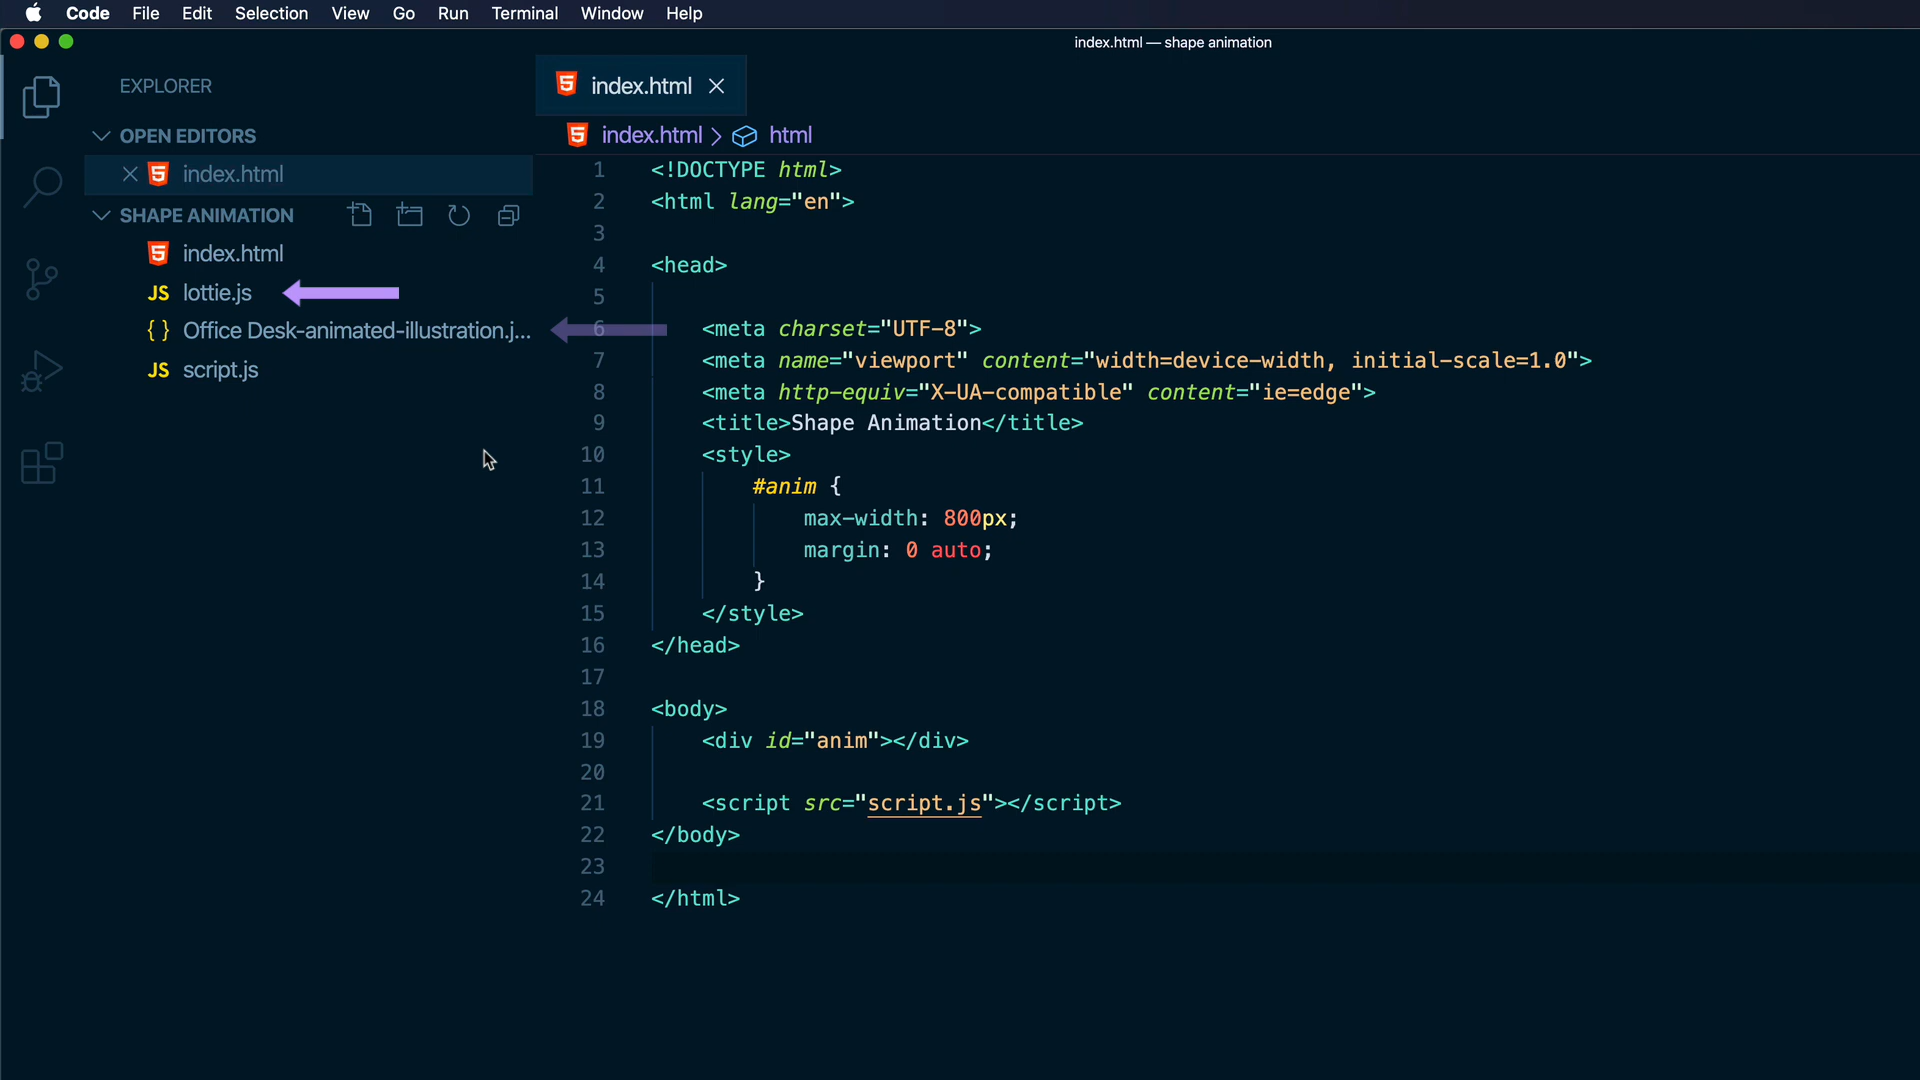 Code File Edit Selection View Go Run Terminal Window Help
index.html — shape animation
EXPLORER
OPEN EDITORS
index.html
SHAPE ANIMATION
index.html
JS lottie.js
{ } Office Desk-animated-illustration.j...
JS script.js
index.html
index.html > html
1 <!DOCTYPE html>
2 <html lang="en">
3
4 <head>
5
6 <meta charset="UTF-8">
7 <meta name="viewport" content="width=device-width, initial-scale=1.0">
8 <meta http-equiv="X-UA-compatible" content="ie=edge">
9 <title>Shape Animation</title>
10 <style>
11 #anim {
12 max-width: 800px;
13 margin: 0 auto;
14 }
15 </style>
16 </head>
17
18 <body>
19 <div id="anim"></div>
20
21 <script src="script.js"></script>
22 </body>
23
24 </html>